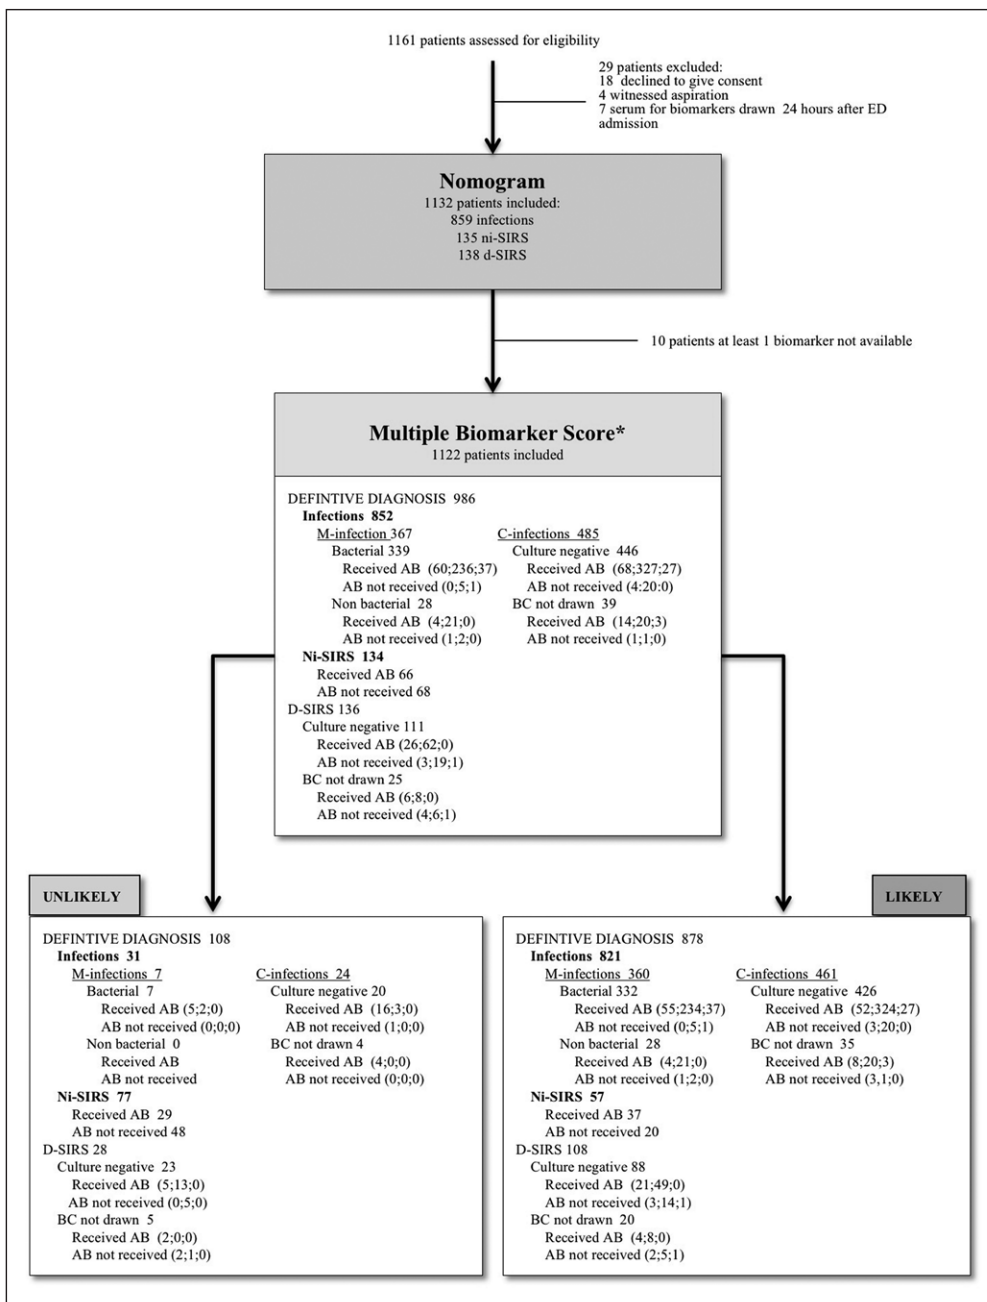 1161 patients assessed for eligibility
29 patients excluded:
18 declined to give consent
4 witnessed aspiration
7 serum for biomarkers drawn 24 hours after ED
admission
Nomogram
1132 patients included:
859 infections
135 ni-SIRS
138 d-SIRS
10 patients at least 1 biomarker not available
Multiple Biomarker Score*
1122 patients included
DEFINTIVE DIAGNOSIS 986
Infections 852
M-infection 367
Bacterial 339
Received AB (60;236;37)
AB not received (0;5;1)
Non bacterial 28
Received AB (4;21;0)
AB not received (1;2;0)
C-infections 485
Culture negative 446
Received AB (68;327;27)
AB not received (4:20:0)
BC not drawn 39
Received AB (14;20;3)
AB not received (1;1;0)
Ni-SIRS 134
Received AB 66
AB not received 68
D-SIRS 136
Culture negative 111
Received AB (26;62;0)
AB not received (3;19;1)
BC not drawn 25
Received AB (6;8;0)
AB not received (4;6;1)
UNLIKELY
DEFINTIVE DIAGNOSIS 108
Infections 31
M-infections 7
Bacterial 7
Received AB (5;2;0)
AB not received (0;0;0)
Non bacterial 0
Received AB
AB not received
C-infections 24
Culture negative 20
Received AB (16;3;0)
AB not received (1;0;0)
BC not drawn 4
Received AB (4;0;0)
AB not received (0;0;0)
Ni-SIRS 77
Received AB 29
AB not received 48
D-SIRS 28
Culture negative 23
Received AB (5;13;0)
AB not received (0;5;0)
BC not drawn 5
Received AB (2;0;0)
AB not received (2;1;0)
LIKELY
DEFINTIVE DIAGNOSIS 878
Infections 821
M-infections 360
Bacterial 332
Received AB (55;234;37)
AB not received (0;5;1)
Non bacterial 28
Received AB (4;21;0)
AB not received (1;2;0)
C-infections 461
Culture negative 426
Received AB (52;324;27)
AB not received (3;20;0)
BC not drawn 35
Received AB (8;20;3)
AB not received (3,1;0)
Ni-SIRS 57
Received AB 37
AB not received 20
D-SIRS 108
Culture negative 88
Received AB (21;49;0)
AB not received (3;14;1)
BC not drawn 20
Received AB (4;8;0)
AB not received (2;5;1)